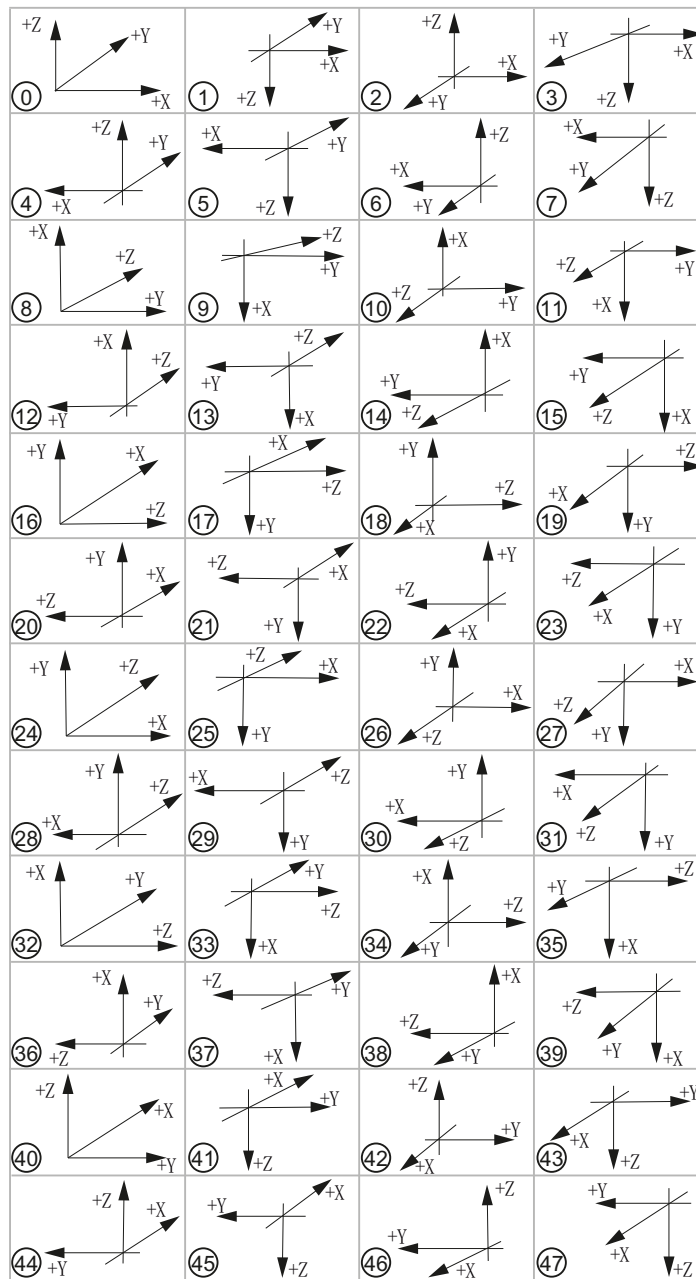 +Z +Y +X 0
+Y +X +Z 1
+Z +X +Y 2
+Y +X +Z 3
+Z +Y +X 4
+X +Y +Z 5
+Z +X +Y 6
+X +Y +Z 7
+X +Z +Y 8
+Z +Y +X 9
+X +Z +Y 10
+Z +Y +X 11
+X +Z +Y 12
+Z +Y +X 13
+X +Y +Z 14
+Y +Z +X 15
+Y +X +Z 16
+X +Z +Y 17
+Y +Z +X 18
+Z +X +Y 19
+Y +X +Z 20
+Z +X +Y 21
+Y +Z +X 22
+Z +X +Y 23
+Y +Z +X 24
+Z +X +Y 25
+Y +X +Z 26
+X +Z +Y 27
+Y +Z +X 28
+X +Z +Y 29
+Y +X +Z 30
+X +Z +Y 31
+X +Y +Z 32
+Y +Z +X 33
+X +Z +Y 34
+Z +Y +X 35
+X +Y +Z 36
+Z +Y +X 37
+X +Z +Y 38
+Z +Y +X 39
+Z +X +Y 40
+X +Y +Z 41
+Z +Y +X 42
+Y +X +Z 43
+Z +X +Y 44
+X +Y +Z 45
+Z +Y +X 46
+Y +X +Z 47